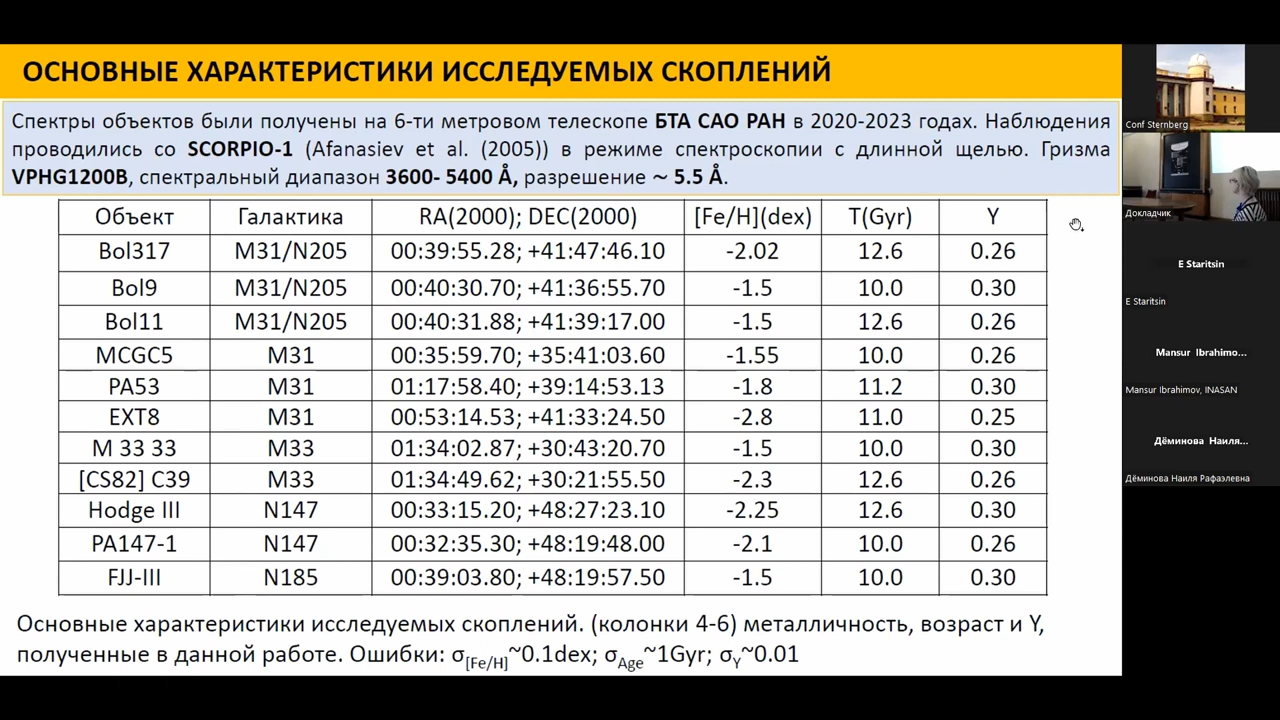 ОСНОВНЫЕ ХАРАКТЕРИСТИКИ ИССЛЕДУЕМЫХ СКОПЛЕНИЙ
Спектры объектов были получены на 6-ти метровом телескопе БТА САО РАН в 2020-2023 годах. Наблюдения
проводились со SCORPIO-1 (Afanasiev et al. (2005)) в режиме спектроскопии с длинной щелью. Гризма
VPHG1200B, спектральный диапазон 3600- 5400 Å, разрешение ~ 5.5 Å.
Объект Галактика RA(2000); DEC(2000) [Fe/H](dex) T(Gyr) Y
Bol317 M31/N205 00:39:55.28; +41:47:46.10 -2.02 12.6 0.26
Bol9 M31/N205 00:40:30.70; +41:36:55.70 -1.5 10.0 0.30
Bol11 M31/N205 00:40:31.88; +41:39:17.00 -1.5 12.6 0.26
MCGC5 M31 00:35:59.70; +35:41:03.60 -1.55 10.0 0.26
PA53 M31 01:17:58.40; +39:14:53.13 -1.8 11.2 0.30
EXT8 M31 00:53:14.53; +41:33:24.50 -2.8 11.0 0.25
M 33 33 M33 01:34:02.87; +30:43:20.70 -1.5 10.0 0.30
[CS82] C39 M33 01:34:49.62; +30:21:55.50 -2.3 12.6 0.26
Hodge III N147 00:33:15.20; +48:27:23.10 -2.25 12.6 0.30
PA147-1 N147 00:32:35.30; +48:19:48.00 -2.1 10.0 0.26
FJJ-III N185 00:39:03.80; +48:19:57.50 -1.5 10.0 0.30
Основные характеристики исследуемых скоплений. (колонки 4-6) металличность, возраст и Y,
полученные в данной работе. Ошибки: σ[Fe/H]~0.1dex; σAge~1Gyr; σY~0.01
Conf Sternberg
Докладчик
E Staritsin
E Staritsin
Mansur Ibrahimo...
Mansur Ibrahimov, INASAN
Дёминова Наиля...
Дёминова Наиля Рафаэлевна